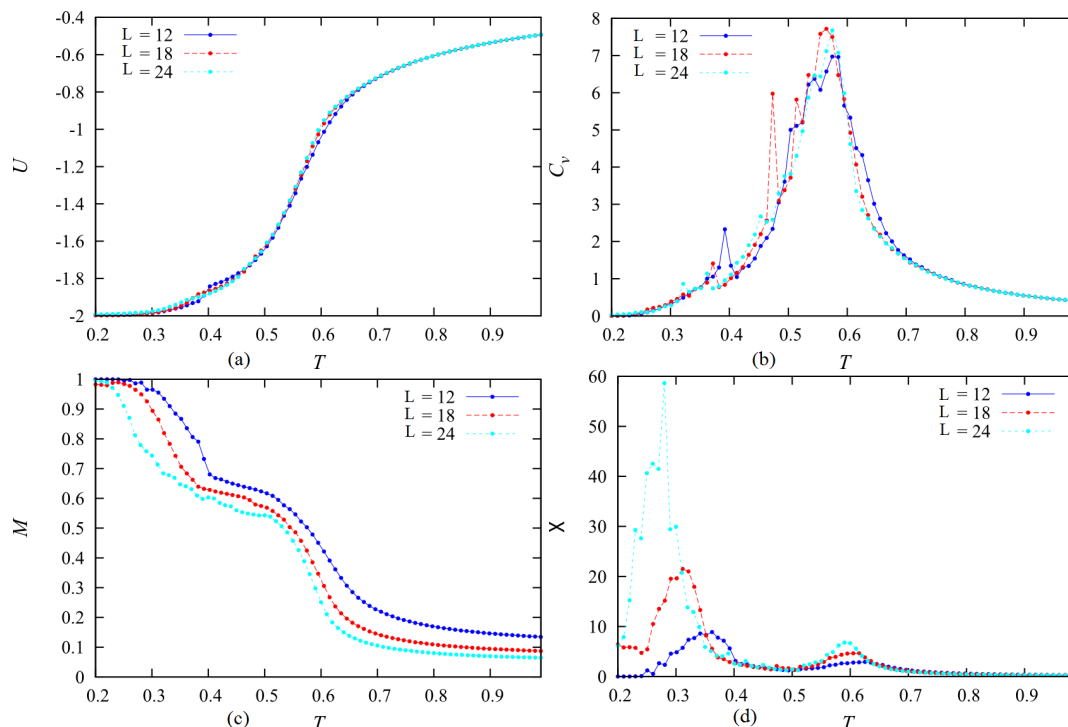 -0.4
-0.6
-0.8
-1
-1.2
-1.4
-1.6
-1.8
-2
U
L = 12
L = 18
L = 24
0.2 0.3 0.4 0.5 0.6 0.7 0.8 0.9
(a) T
8
7
6
5
4
3
2
1
0
Cv
L = 12
L = 18
L = 24
0.2 0.3 0.4 0.5 0.6 0.7 0.8 0.9
(b) T
1
0.9
0.8
0.7
0.6
0.5
0.4
0.3
0.2
0.1
0
M
L = 12
L = 18
L = 24
0.2 0.3 0.4 0.5 0.6 0.7 0.8 0.9
(c) T
60
50
40
30
20
10
0
χ
L = 12
L = 18
L = 24
0.2 0.3 0.4 0.5 0.6 0.7 0.8 0.9
(d) T